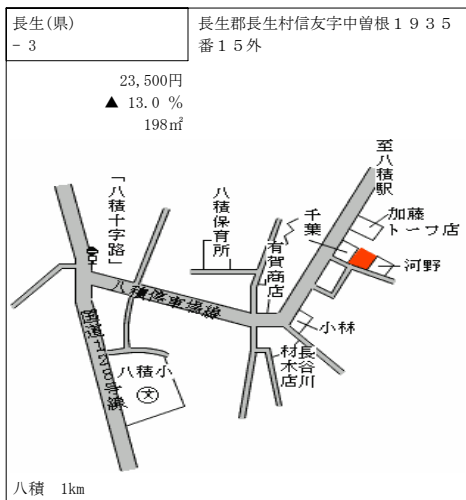 長生(県)
－3
長生郡長生村信友字中曽根１９３５
番１５外
23,500円
▲ 13.0 %
198㎡
至八積駅
「八積十字路」
八積保育所
千葉
加藤
トーフ店
有賀商店
河野
八積停車場線
小林
国道128号線
長谷川
材木店
八積小
文
八積　1km